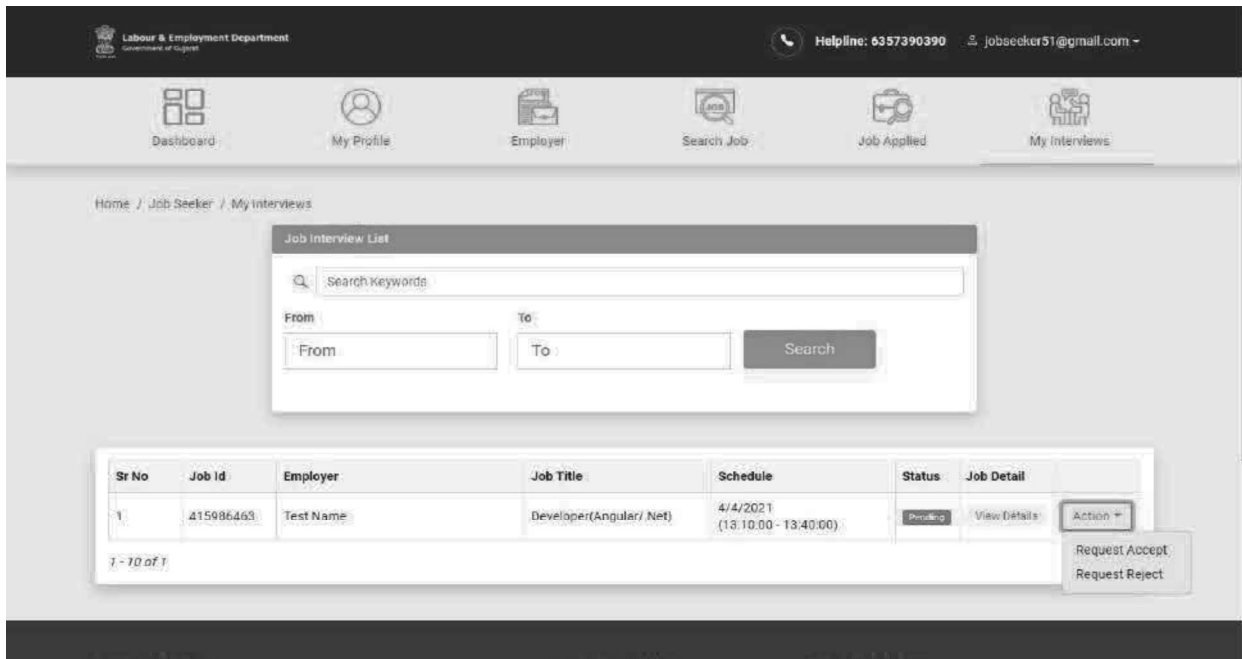 Labour & Employment Department
Government of Gujarat
Helpline: 6357390390
jobseeker51@gmail.com
Dashboard
My Profile
Employer
Search Job
Job Applied
My Interviews
Home / Job Seeker / My Interviews
Job Interview List
Search Keywords
From To
From To Search
Sr No Job Id Employer Job Title Schedule Status Job Detail
1 415986463 Test Name Developer(Angular/.Net) 4/4/2021 Pending View Details Action
(13:10:00 - 13:40:00)
1 - 10 of 1
Request Accept
Request Reject